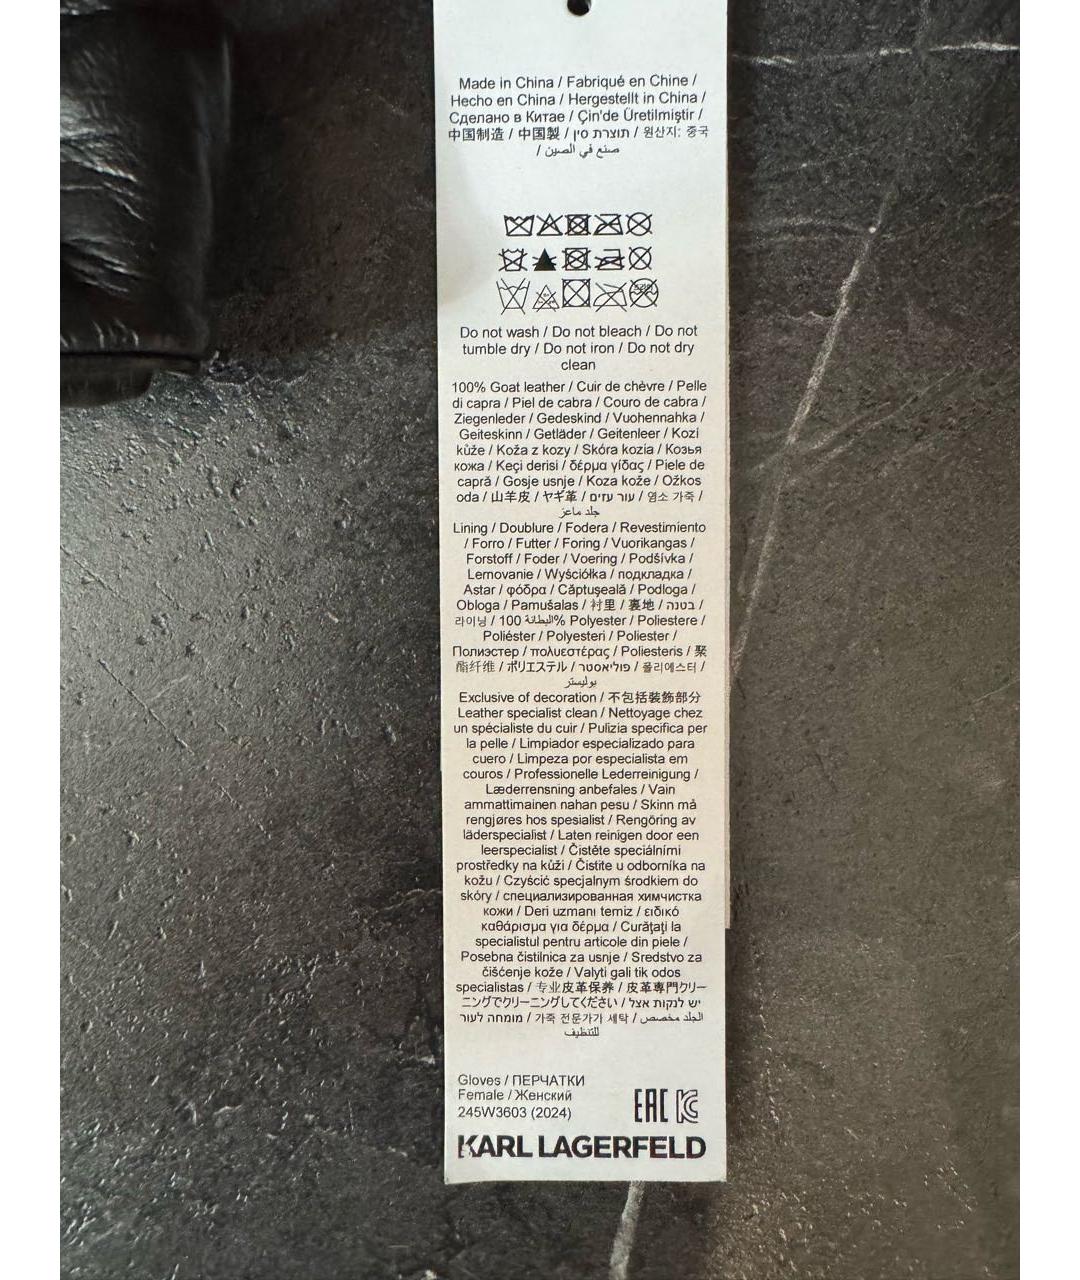 Made in China / Fabriqué en Chine /
Hecho en China / Hergestellt in China /
Сделано в Китае / Çin'de Üretilmiştir /
中国制造 / 中国製 / תוצרת סין / 원산지: 중국
/ صنع في الصين
Do not wash / Do not bleach / Do not
tumble dry / Do not iron / Do not dry
clean
100% Goat leather / Cuir de chèvre / Pelle
di capra / Piel de cabra / Couro de cabra /
Ziegenleder / Gedeskind / Vuohennahka /
Geiteskinn / Getläder / Geitenleer / Kozí
kůže / Koža z kozy / Skóra kozia / Козья
кожа / Keçi derisi / δέρμα γίδας / Piele de
capră / Gosje usnje / Koza kože / Ožkos
oda / 山羊皮 / ヤギ革 / עור עזים / 염소 가죽 /
جلد ماعز
Lining / Doublure / Fodera / Revestimiento
/ Forro / Futter / Foring / Vuorikangas /
Forstoff / Foder / Voering / Podšívka /
Lemovanie / Wyściółka / подкладка /
Astar / φόδρα / Căptușeală / Podloga /
Obloga / Pamušalas / 衬里 / 裏地 / בטנה /
라이닝 / 100 البطانة% Polyester / Poliestere /
Poliéster / Polyesteri / Poliester /
Полиэстер / πολυεστέρας / Poliesteris / 聚
酯纤维 / ポリエステル / פוליאסטר / 폴리에스터 /
بوليستر
Exclusive of decoration / 不包括裝飾部分
Leather specialist clean / Nettoyage chez
un spécialiste du cuir / Pulizia specifica per
la pelle / Limpiador especializado para
cuero / Limpeza por especialista em
couros / Professionelle Lederreinigung /
Læderrensning anbefales / Vain
ammattimainen nahan pesu / Skinn må
rengjøres hos spesialist / Rengöring av
läderspecialist / Laten reinigen door een
leerspecialist / Čistěte speciálními
prostředky na kůži / Čistite u odborníka na
kožu / Czyścić specjalnym środkiem do
skóry / специализированная химчистка
кожи / Deri uzmanı temiz / ειδικό
καθάρισμα για δέρμα / Curățați la
specialistul pentru articole din piele /
Posebna čistilnica za usnje / Sredstvo za
čišćenje kože / Valyti gali tik odos
specialistas / 专业皮革保养 / 皮革専門クリー
ニングでクリーニングしてください / יש לנקות אצל
מומחה לעור / 가죽 전문가가 세탁 / الجلد مخصص
للتنظيف
Gloves / ПЕРЧАТКИ
Female / Женский
245W3603 (2024)
EAC KC
KARL LAGERFELD